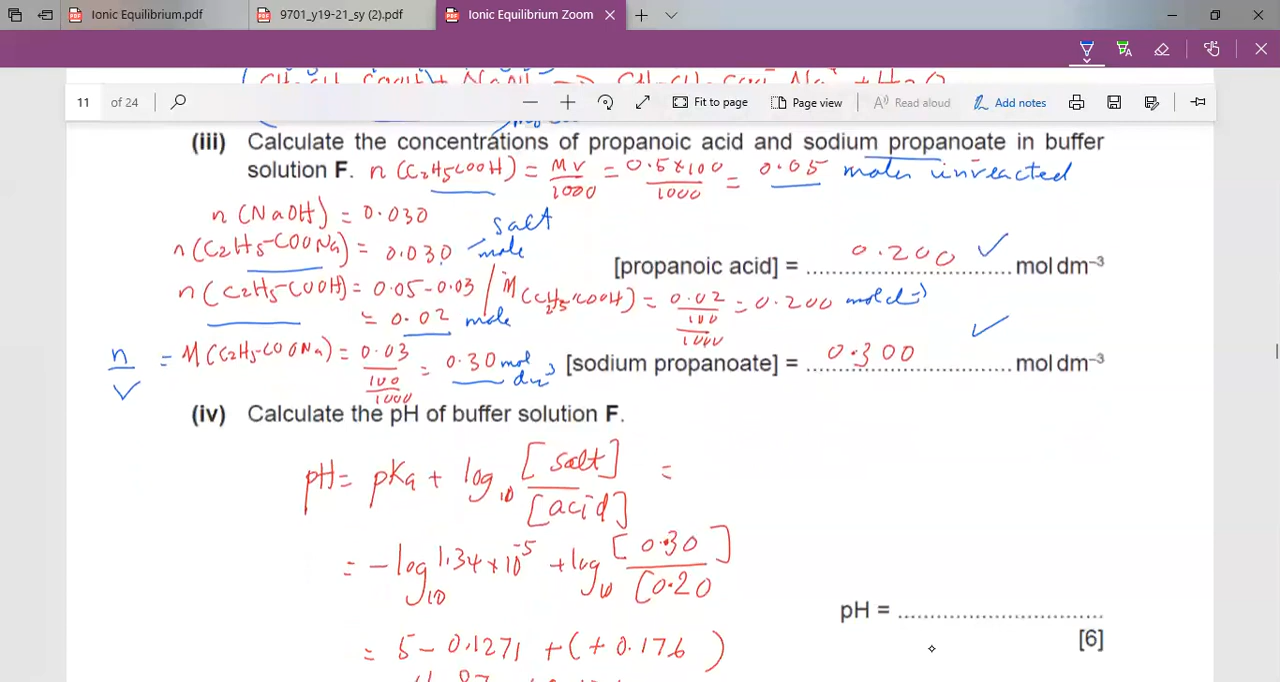 Ionic Equilibrium.pdf 9701_y19-21_sy (2).pdf Ionic Equilibrium Zoom
11 of 24 Fit to page Page view Read aloud Add notes
(iii) Calculate the concentrations of propanoic acid and sodium propanoate in buffer
solution F. n(C2H5COOH) = MV/1000 = 0.5×100/1000 = 0.05 moles unreacted
n(NaOH) = 0.030
salt
n(C2H5-COONa) = 0.030 mole
[propanoic acid] = 0.200 ✓ mol dm–3
n(C2H5-COOH) = 0.05-0.03 / M(C2H5COOH) = 0.02/100/1000 = 0.200
= 0.02 mole
n/V = M(C2H5-COONa) = 0.03/100/1000 = 0.30 mol
[sodium propanoate] = 0.300 ✓ mol dm–3
(iv) Calculate the pH of buffer solution F.
pH = pKa + log10 [salt]/[acid] =
= -log10 1.34×10-5 + log10 [0.30]/[0.20
pH =
[6]
= 5 - 0.1271 + (+0.176)